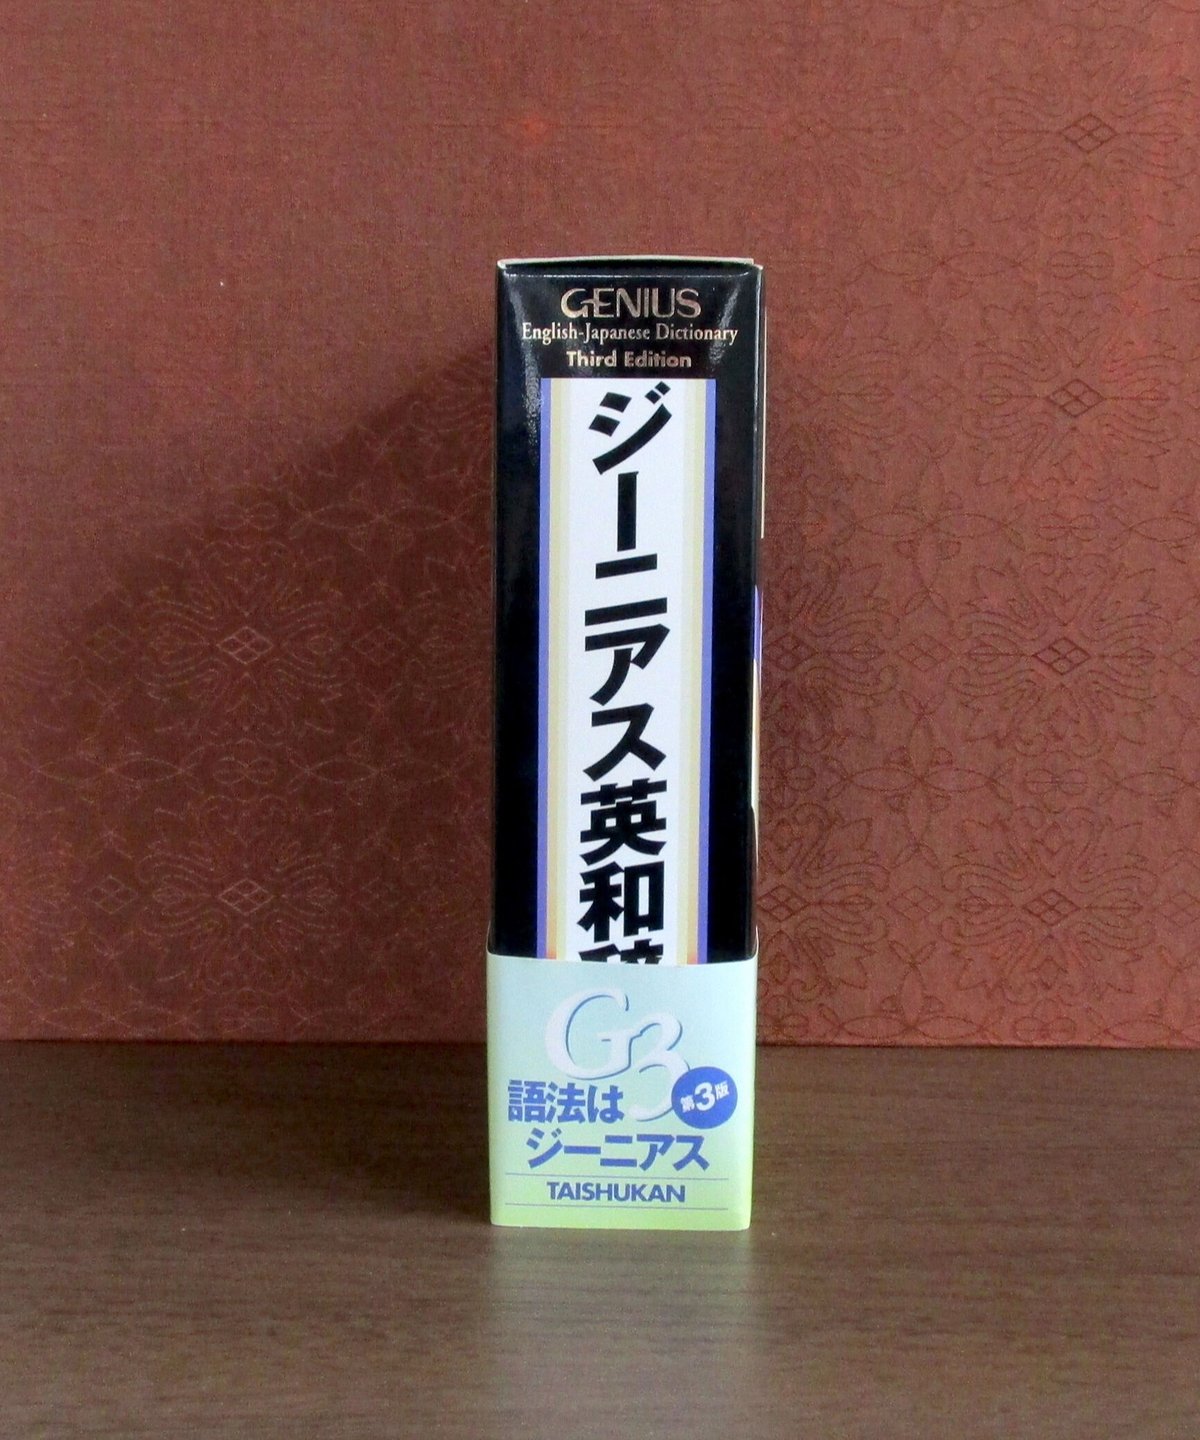 GENIUS
English-Japanese Dictionary
Third Edition
ジーニアス英和
G3
語法は
第3版
ジーニアス
TAISHUKAN